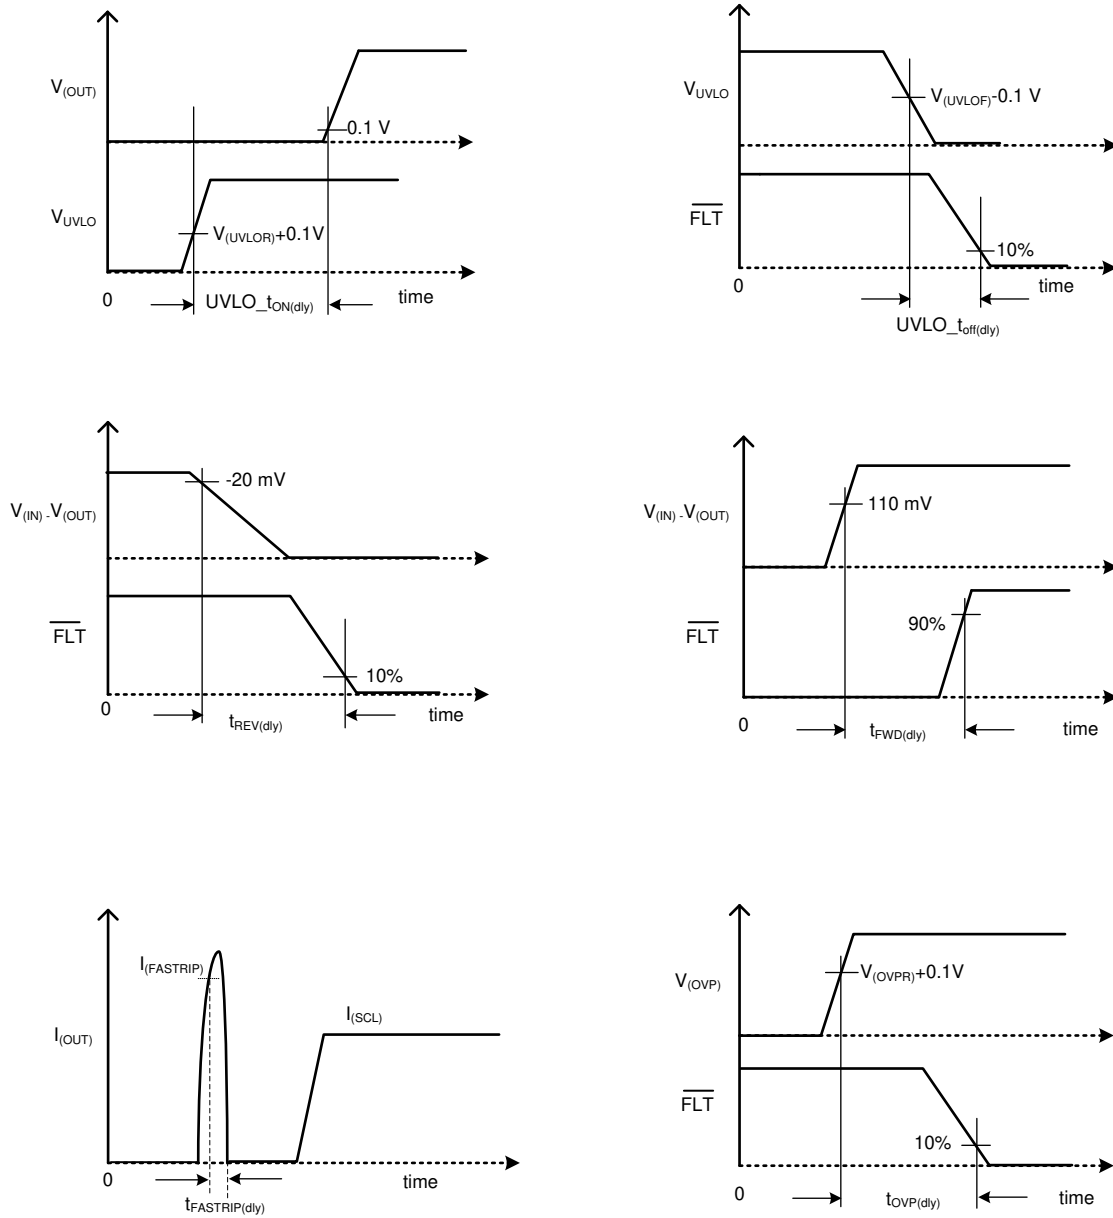 V(OUT)
0.1 V
VUVLO
V(UVLOR)+0.1V
0
UVLO_tON(dly)
time
VUVLO
V(UVLOF)-0.1 V
FLT
10%
0
time
UVLO_toff(dly)
V(IN) -V(OUT)
-20 mV
FLT
10%
0
tREV(dly)
time
V(IN) -V(OUT)
110 mV
FLT
90%
0
tFWD(dly)
time
I(FASTRIP)
I(OUT)
I(SCL)
0
tFASTRIP(dly)
time
V(OVP)
V(OVPR)+0.1V
FLT
10%
0
tOVP(dly)
time